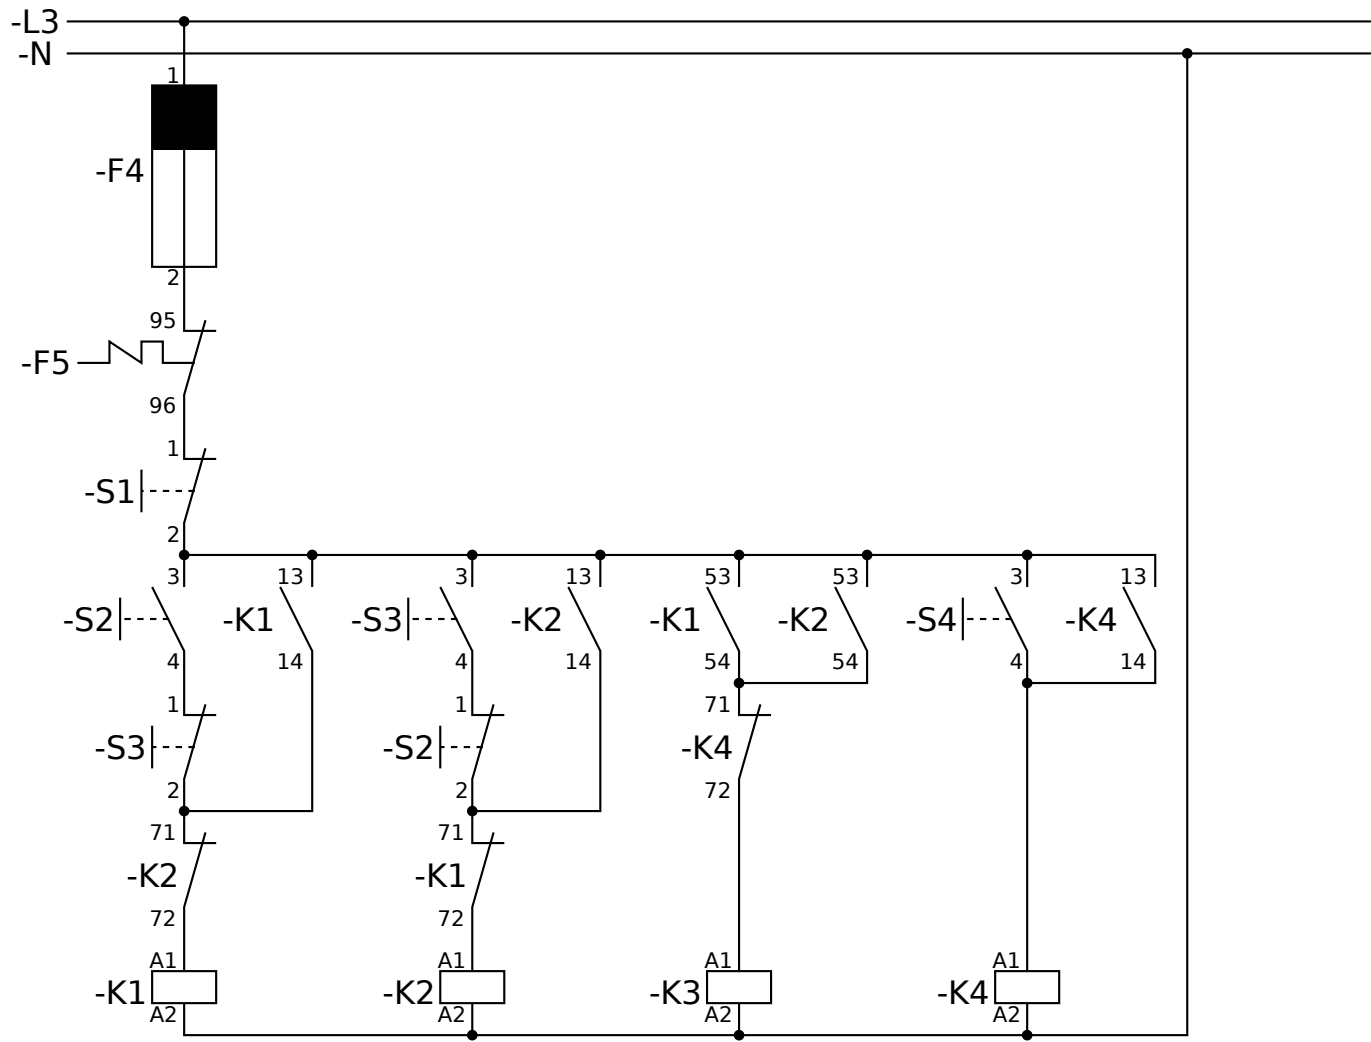 -L3
-N
1
-F4
2
95
-F5
96
1
-S1
2
3 13 3 13 53 53 3 13
-S2 -K1 -S3 -K2 -K1 -K2 -S4 -K4
4 14 4 14 54 54 4 14
1 1 71
-S3 -S2 -K4
2 2 72
71 71
-K2 -K1
72 72
A1 A1 A1 A1
-K1 -K2 -K3 -K4
A2 A2 A2 A2